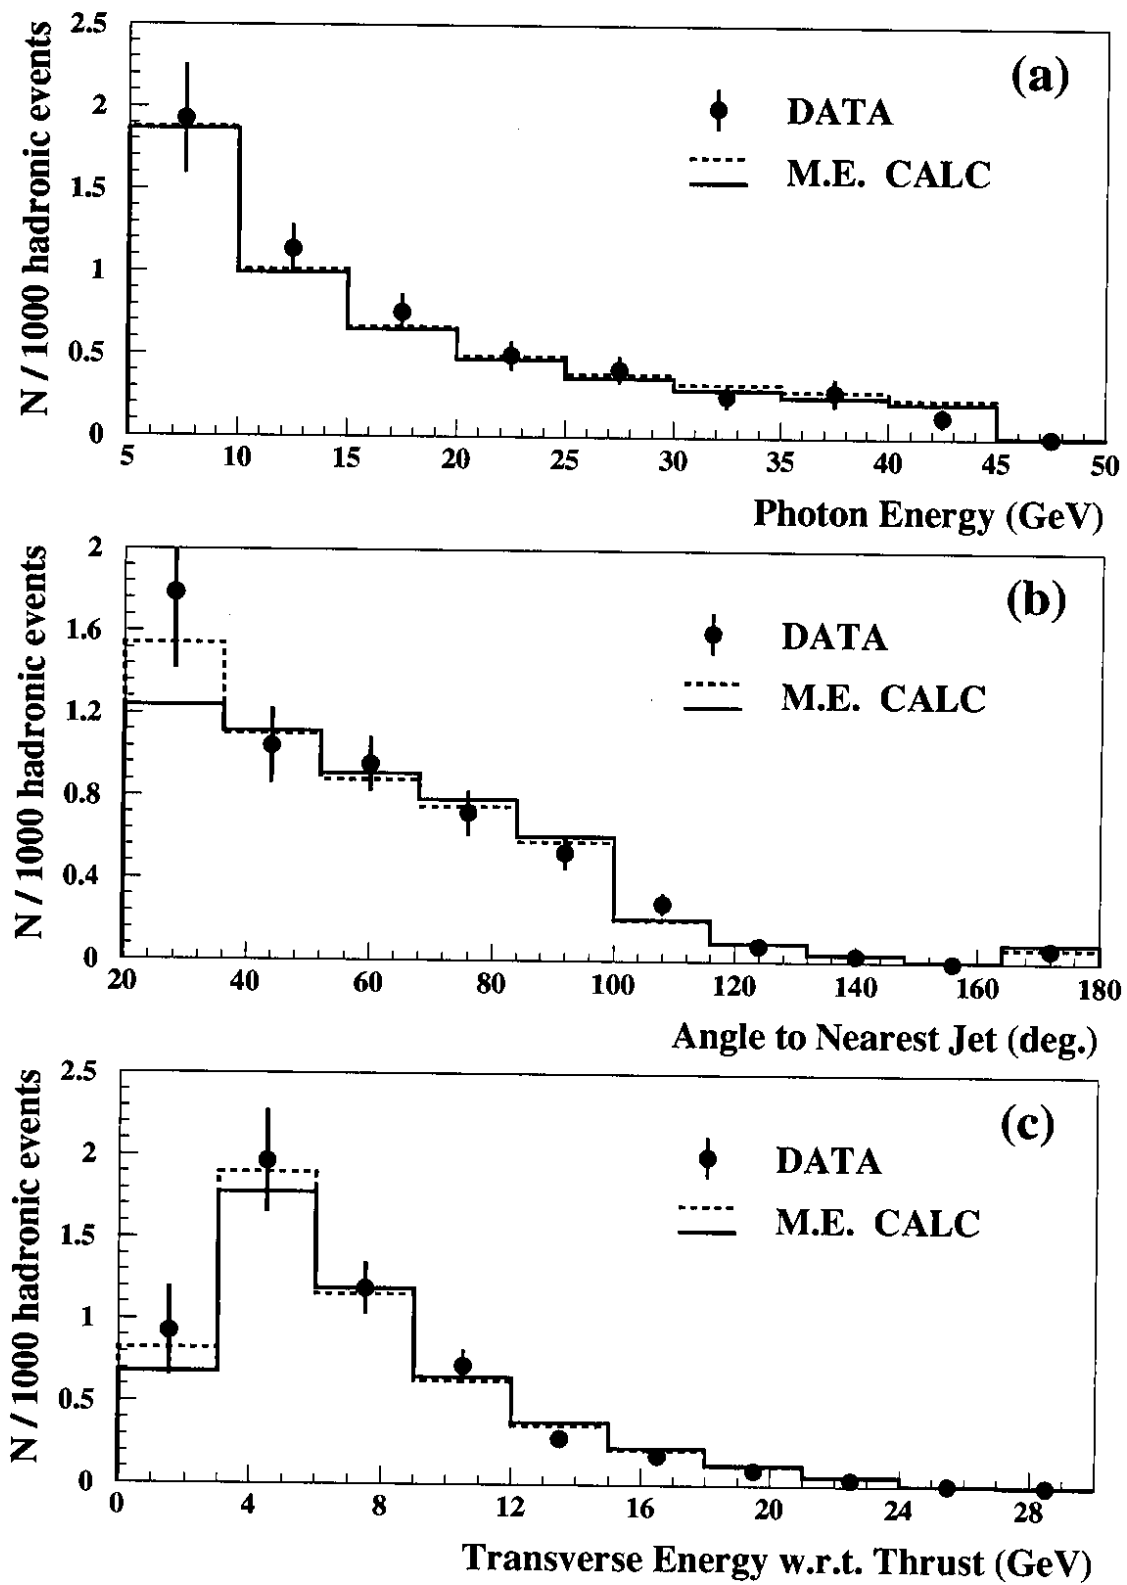 N / 1000 hadronic events
2.5
2
1.5
1
0.5
0
(a)
DATA
M.E. CALC
5 10 15 20 25 30 35 40 45 50
Photon Energy (GeV)
N / 1000 hadronic events
2
1.6
1.2
0.8
0.4
0
(b)
DATA
M.E. CALC
20 40 60 80 100 120 140 160 180
Angle to Nearest Jet (deg.)
N / 1000 hadronic events
2.5
2
1.5
1
0.5
0
(c)
DATA
M.E. CALC
0 4 8 12 16 20 24 28
Transverse Energy w.r.t. Thrust (GeV)